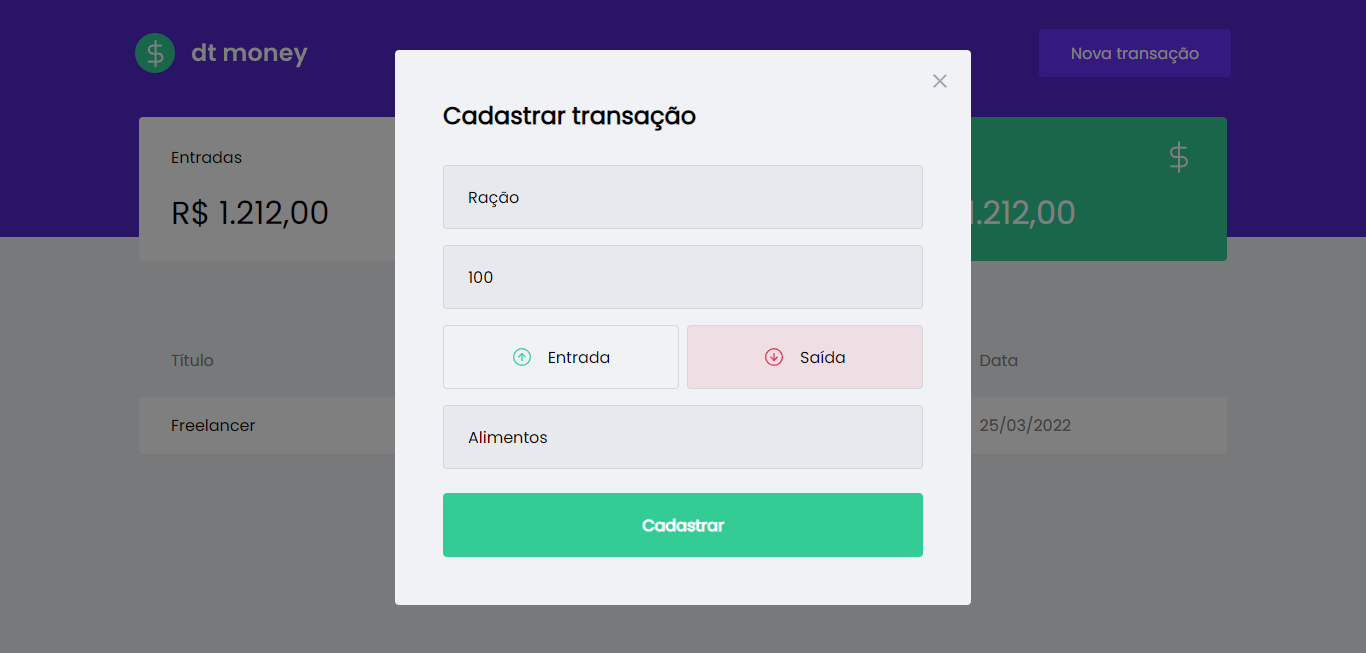 dt money
Nova transação
Cadastrar transação
Entradas
R$ 1.212,00
$
1.212,00
Ração
100
Entrada
Saída
Título
Data
Freelancer
25/03/2022
Alimentos
Cadastrar